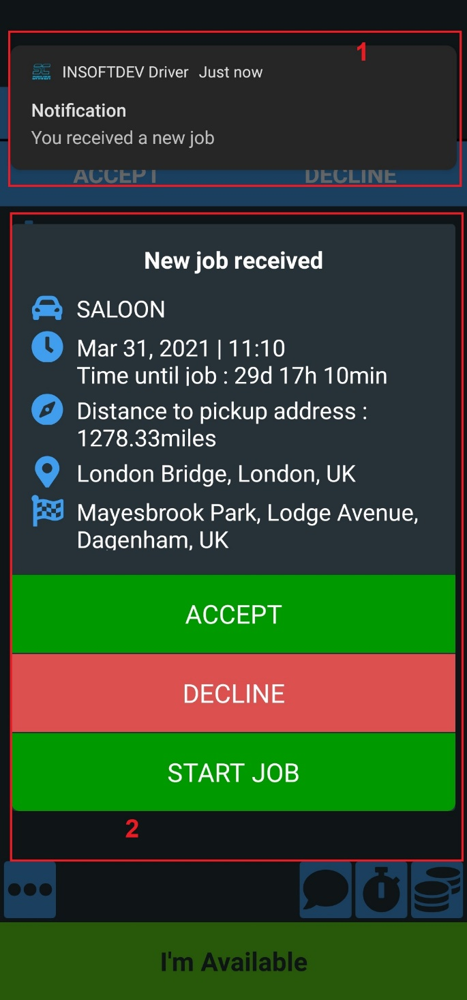 1
INSOFTDEV Driver Just now
Notification
You received a new job
ACCEPT DECLINE
New job received
SALOON
Mar 31, 2021 | 11:10
Time until job : 29d 17h 10min
Distance to pickup address :
1278.33miles
London Bridge, London, UK
Mayesbrook Park, Lodge Avenue,
Dagenham, UK
ACCEPT
DECLINE
START JOB
2
I'm Available